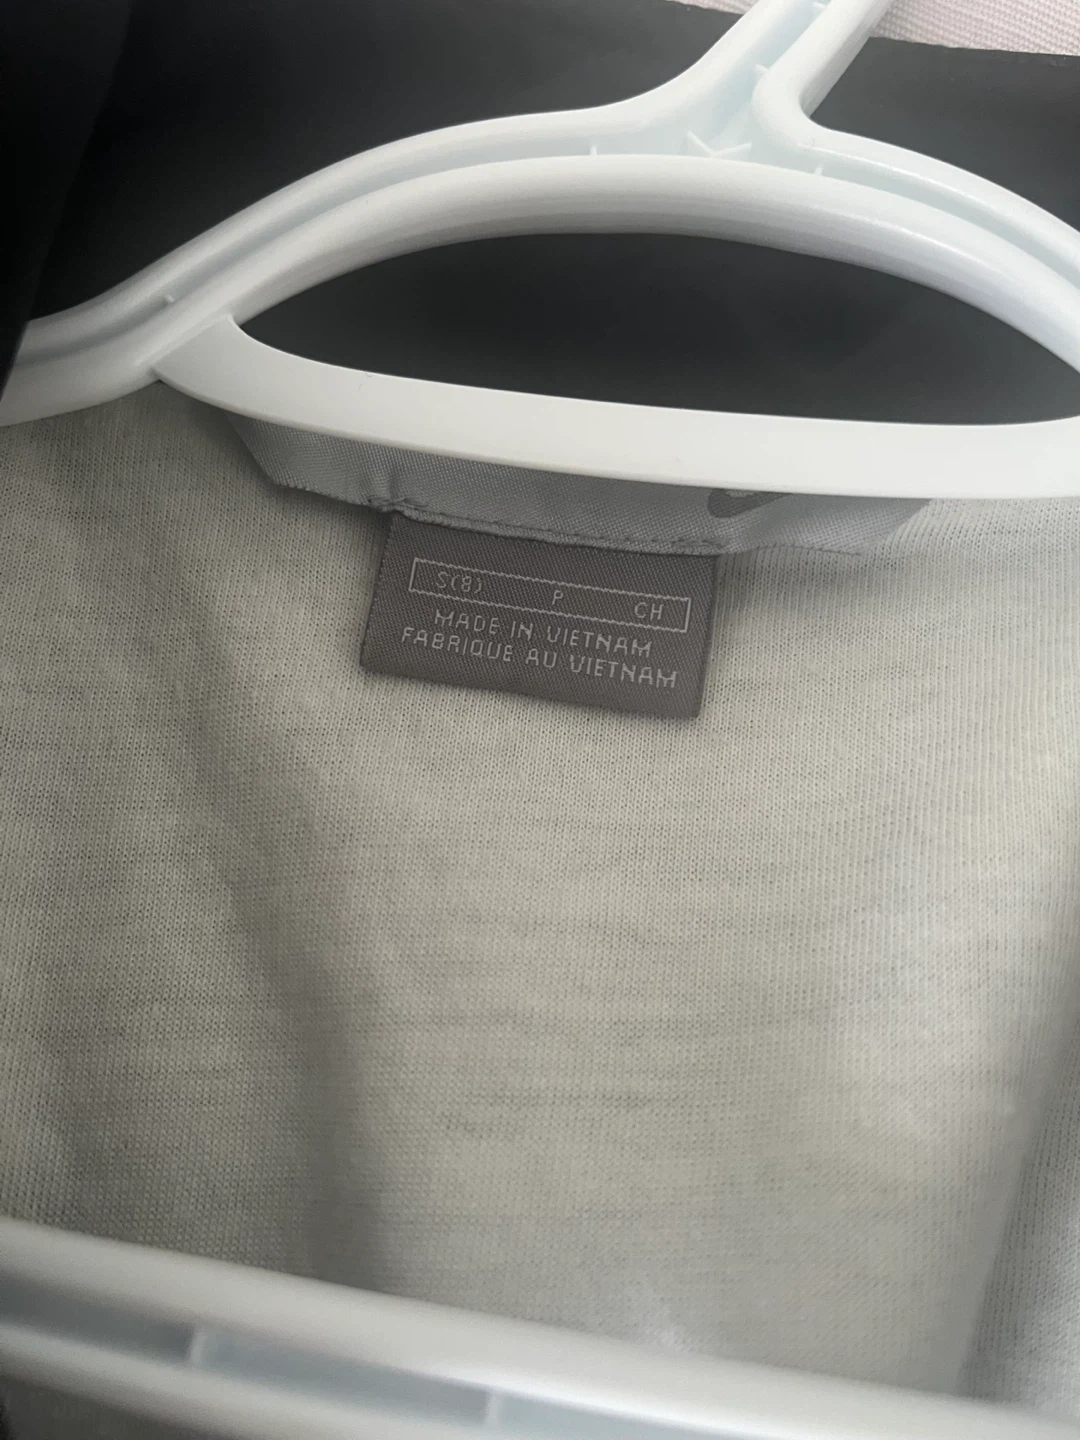 S(8) P CH
MADE IN VIETNAM
FABRIQUE AU VIETNAM